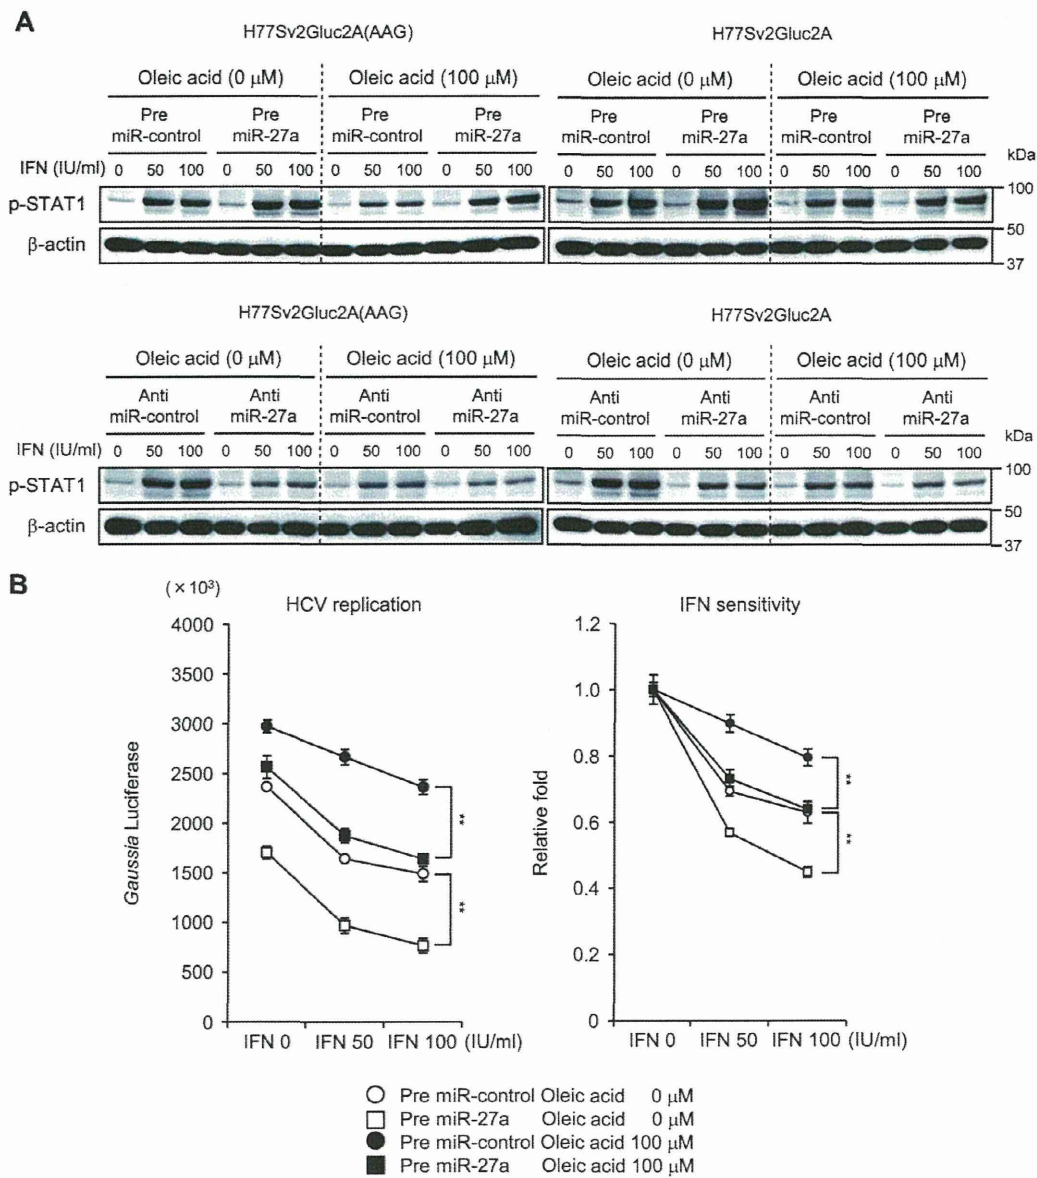 A
H77Sv2Gluc2A(AAG) H77Sv2Gluc2A
Oleic acid (0 μM) Oleic acid (100 μM) Oleic acid (0 μM) Oleic acid (100 μM)
Pre Pre Pre Pre Pre Pre Pre Pre
miR-control miR-27a miR-control miR-27a miR-control miR-27a miR-control miR-27a
kDa
IFN (IU/ml) 0 50 100 0 50 100 0 50 100 0 50 100 0 50 100 0 50 100 0 50 100 0 50 100
100
p-STAT1
50
β-actin
37
H77Sv2Gluc2A(AAG) H77Sv2Gluc2A
Oleic acid (0 μM) Oleic acid (100 μM) Oleic acid (0 μM) Oleic acid (100 μM)
Anti Anti Anti Anti Anti Anti Anti Anti
miR-control miR-27a miR-control miR-27a miR-control miR-27a miR-control miR-27a
kDa
IFN (IU/ml) 0 50 100 0 50 100 0 50 100 0 50 100 0 50 100 0 50 100 0 50 100 0 50 100
100
p-STAT1
50
β-actin
37
B
(×10³)
HCV replication
4000
3500
3000
2500
2000
1500
1000
500
0
Gaussia Luciferase
**
**
IFN 0 IFN 50 IFN 100 (IU/ml)
IFN sensitivity
1.2
1.0
0.8
0.6
0.4
0.2
0
Relative fold
**
**
IFN 0 IFN 50 IFN 100 (IU/ml)
Pre miR-control Oleic acid 0 μM
Pre miR-27a Oleic acid 0 μM
Pre miR-control Oleic acid 100 μM
Pre miR-27a Oleic acid 100 μM